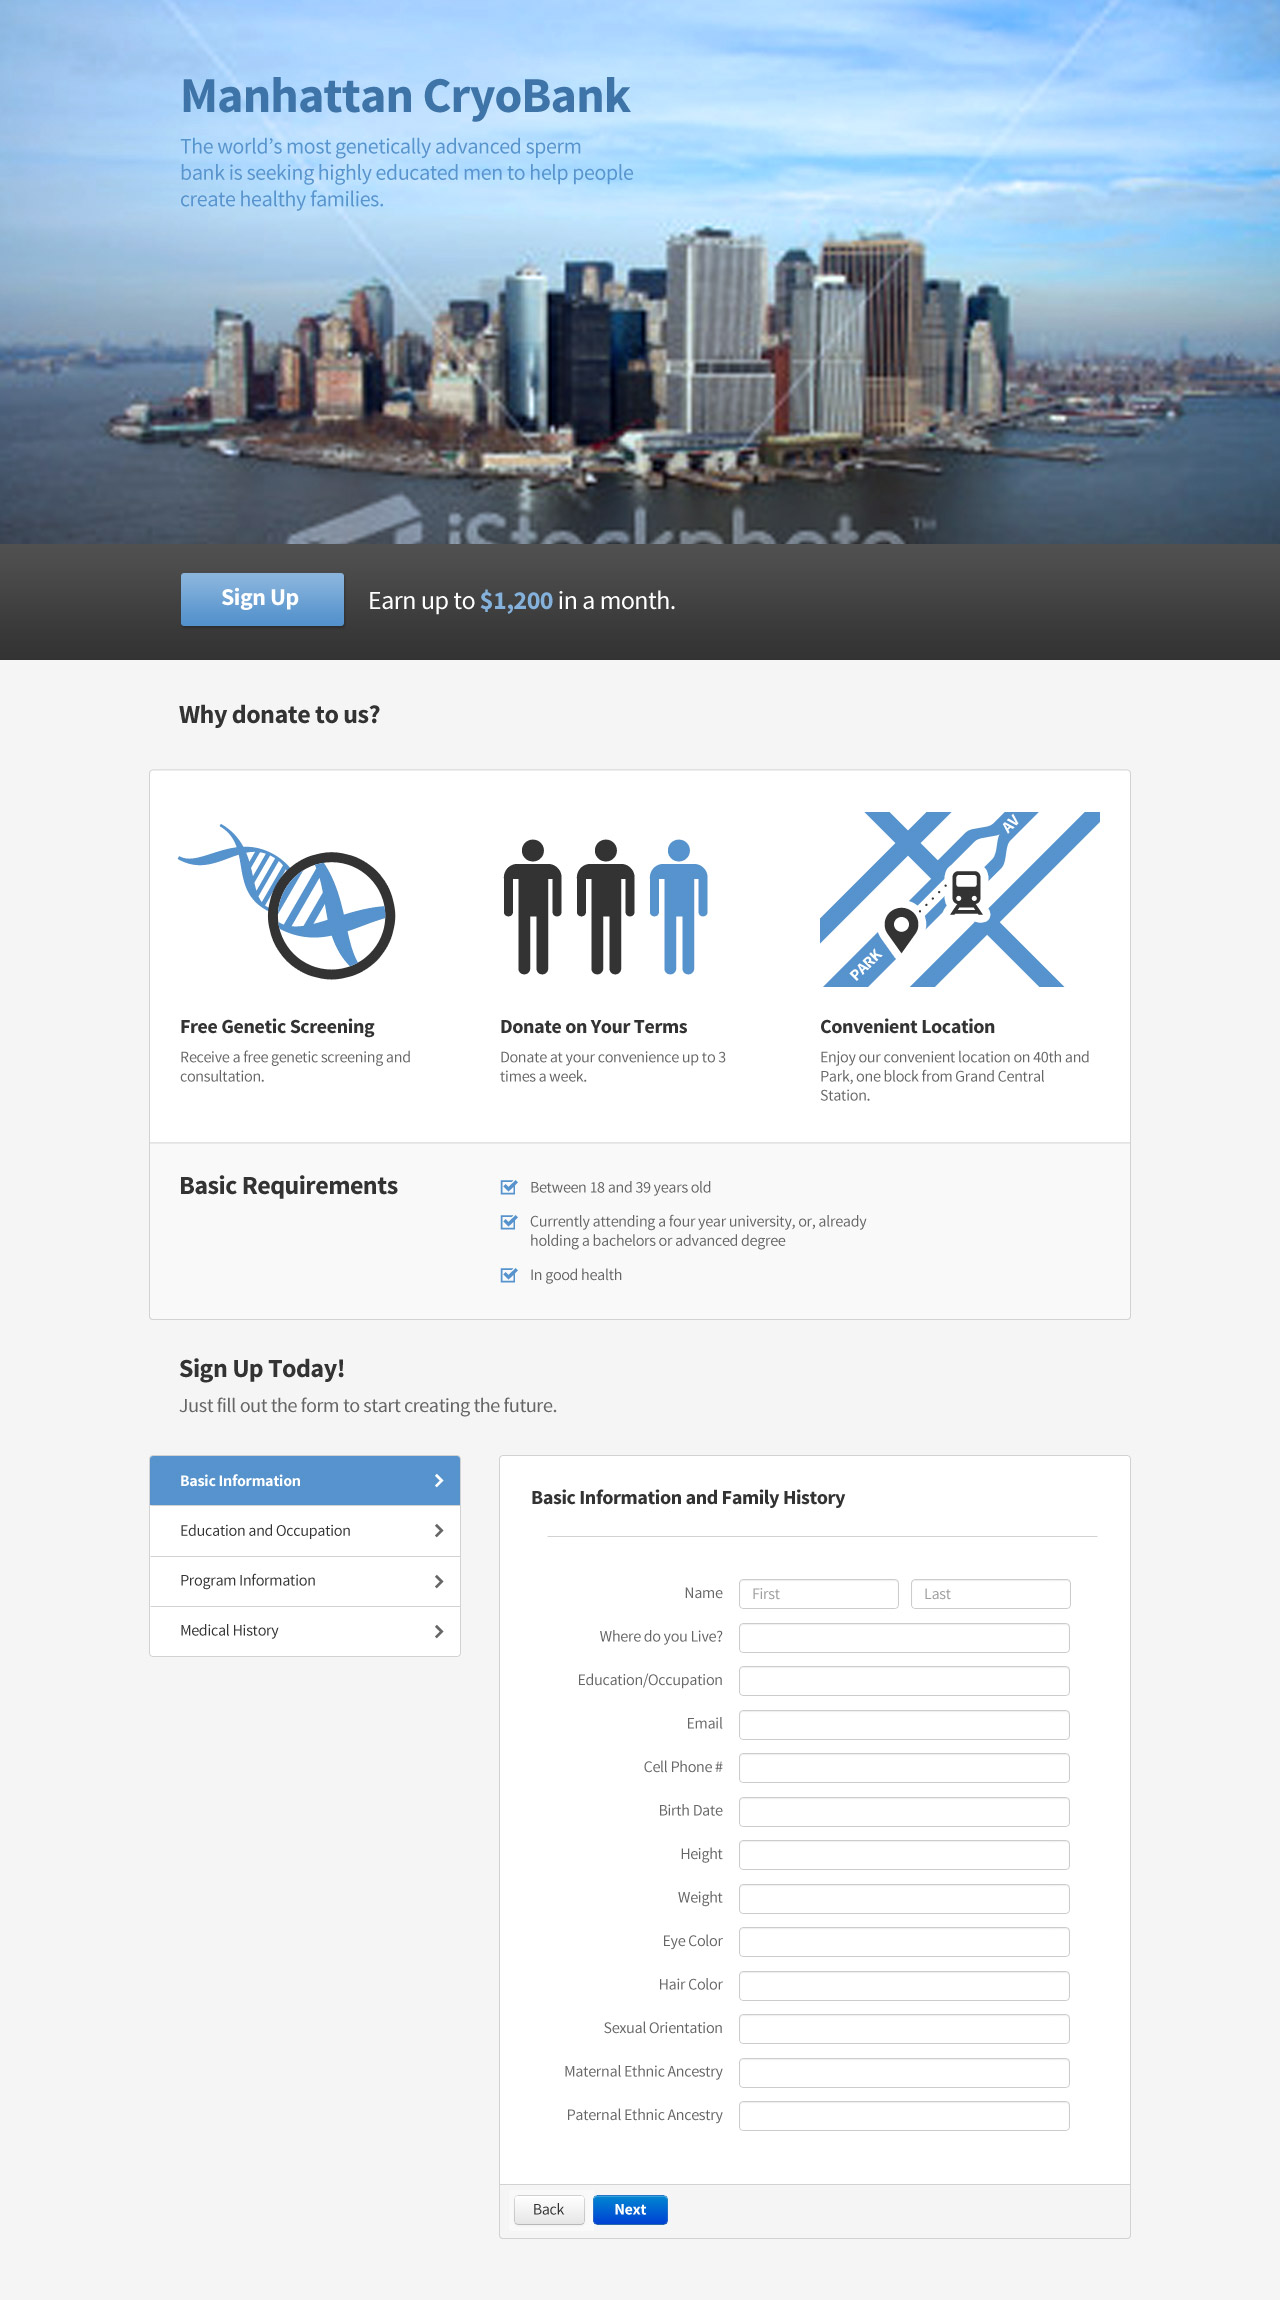 Manhattan CryoBank
The world's most genetically advanced sperm
bank is seeking highly educated men to help people
create healthy families.
iStockphoto™
Sign Up
Earn up to $1,200 in a month.
Why donate to us?
AV
PARK
Free Genetic Screening
Receive a free genetic screening and
consultation.
Donate on Your Terms
Donate at your convenience up to 3
times a week.
Convenient Location
Enjoy our convenient location on 40th and
Park, one block from Grand Central
Station.
Basic Requirements
Between 18 and 39 years old
Currently attending a four year university, or, already
holding a bachelors or advanced degree
In good health
Sign Up Today!
Just fill out the form to start creating the future.
Basic Information
Education and Occupation
Program Information
Medical History
Basic Information and Family History
Name First Last
Where do you Live?
Education/Occupation
Email
Cell Phone #
Birth Date
Height
Weight
Eye Color
Hair Color
Sexual Orientation
Maternal Ethnic Ancestry
Paternal Ethnic Ancestry
Back Next